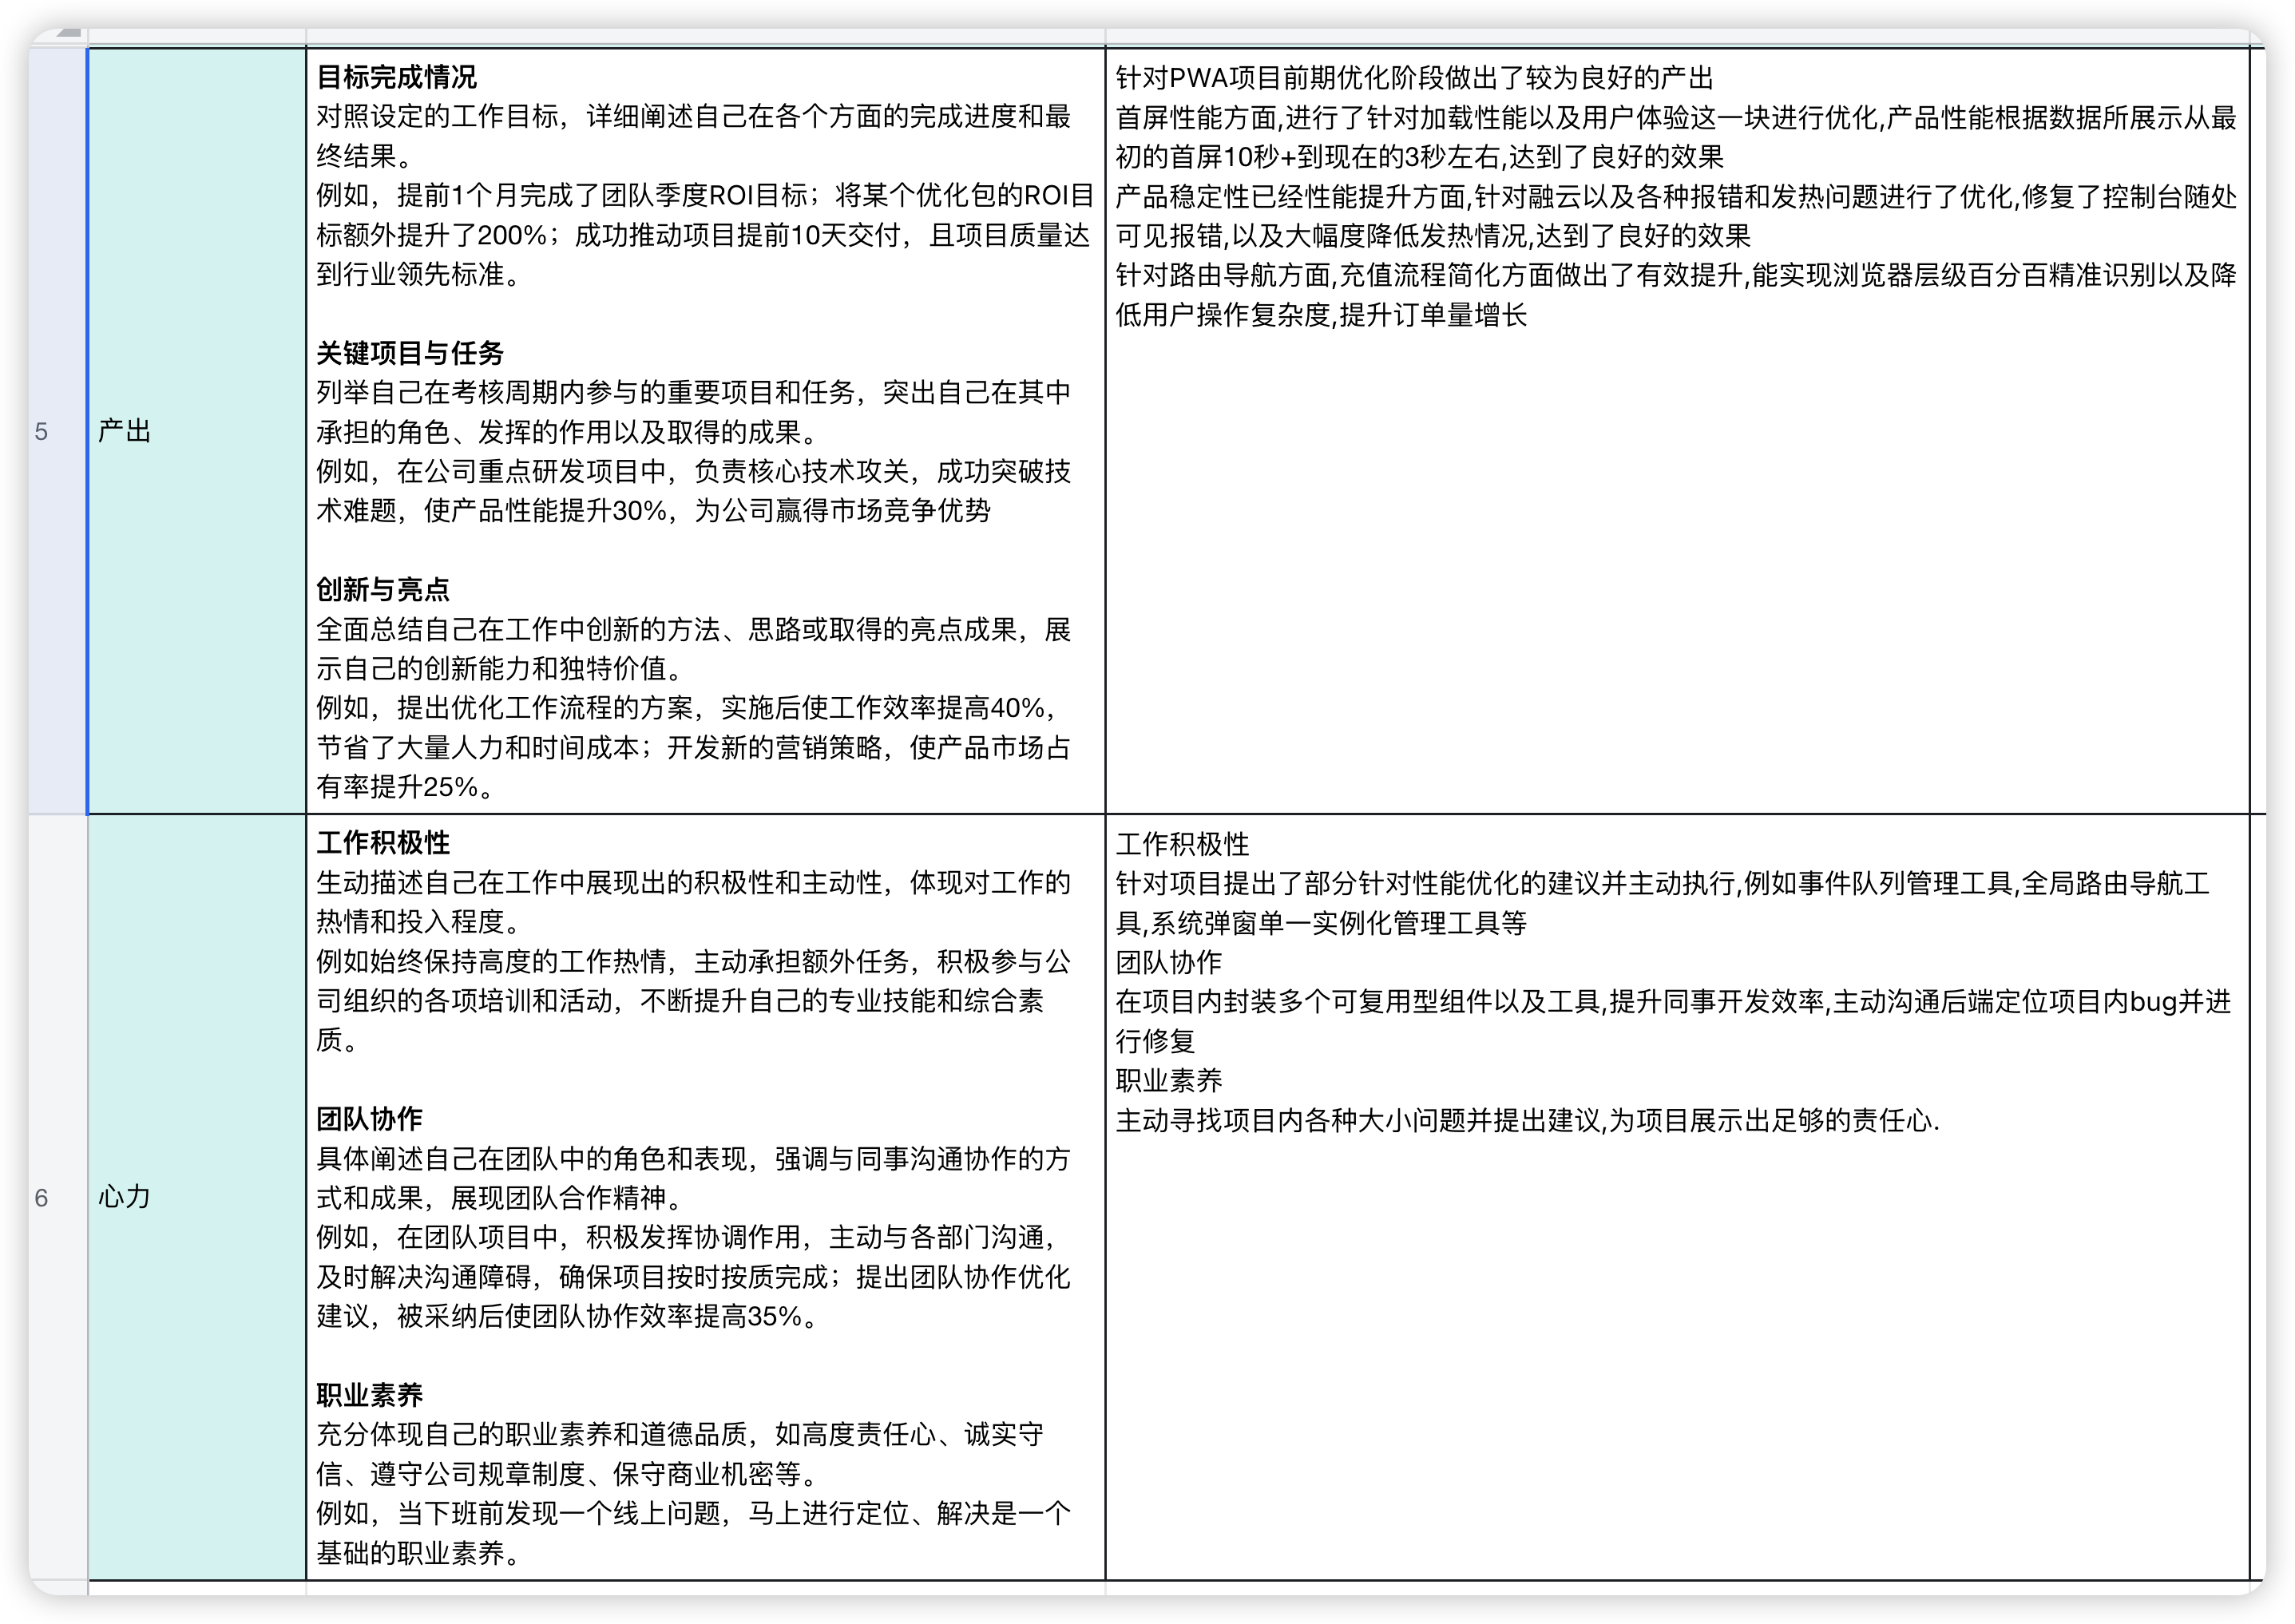 5
产出
目标完成情况
对照设定的工作目标，详细阐述自己在各个方面的完成进度和最
终结果。
例如，提前1个月完成了团队季度ROI目标；将某个优化包的ROI目
标额外提升了200%；成功推动项目提前10天交付，且项目质量达
到行业领先标准。
关键项目与任务
列举自己在考核周期内参与的重要项目和任务，突出自己在其中
承担的角色、发挥的作用以及取得的成果。
例如，在公司重点研发项目中，负责核心技术攻关，成功突破技
术难题，使产品性能提升30%，为公司赢得市场竞争优势
创新与亮点
全面总结自己在工作中创新的方法、思路或取得的亮点成果，展
示自己的创新能力和独特价值。
例如，提出优化工作流程的方案，实施后使工作效率提高40%，
节省了大量人力和时间成本；开发新的营销策略，使产品市场占
有率提升25%。
针对PWA项目前期优化阶段做出了较为良好的产出
首屏性能方面,进行了针对加载性能以及用户体验这一块进行优化,产品性能根据数据所展示从最
初的首屏10秒+到现在的3秒左右,达到了良好的效果
产品稳定性已经性能提升方面,针对融云以及各种报错和发热问题进行了优化,修复了控制台随处
可见报错,以及大幅度降低发热情况,达到了良好的效果
针对路由导航方面,充值流程简化方面做出了有效提升,能实现浏览器层级百分百精准识别以及降
低用户操作复杂度,提升订单量增长
6
心力
工作积极性
生动描述自己在工作中展现出的积极性和主动性，体现对工作的
热情和投入程度。
例如始终保持高度的工作热情，主动承担额外任务，积极参与公
司组织的各项培训和活动，不断提升自己的专业技能和综合素
质。
团队协作
具体阐述自己在团队中的角色和表现，强调与同事沟通协作的方
式和成果，展现团队合作精神。
例如，在团队项目中，积极发挥协调作用，主动与各部门沟通，
及时解决沟通障碍，确保项目按时按质完成；提出团队协作优化
建议，被采纳后使团队协作效率提高35%。
职业素养
充分体现自己的职业素养和道德品质，如高度责任心、诚实守
信、遵守公司规章制度、保守商业机密等。
例如，当下班前发现一个线上问题，马上进行定位、解决是一个
基础的职业素养。
工作积极性
针对项目提出了部分针对性能优化的建议并主动执行,例如事件队列管理工具,全局路由导航工
具,系统弹窗单一实例化管理工具等
团队协作
在项目内封装多个可复用型组件以及工具,提升同事开发效率,主动沟通后端定位项目内bug并进
行修复
职业素养
主动寻找项目内各种大小问题并提出建议,为项目展示出足够的责任心.